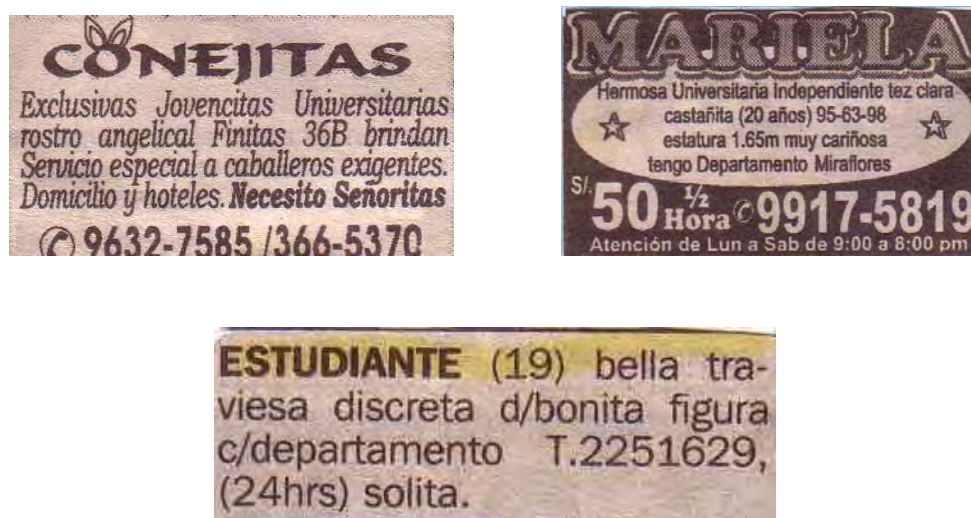 CONEJITAS
Exclusivas Jovencitas Universitarias
rostro angelical Finitas 36B brindan
Servicio especial a caballeros exigentes.
Domicilio y hoteles. Necesito Señoritas
9632-7585 /366-5370
MARIELA
Hermosa Universitaria Independiente tez clara
castañita (20 años) 95-63-98
estatura 1.65m muy cariñosa
tengo Departamento Miraflores
S/. 50 1/2 Hora 9917-5819
Atención de Lun a Sab de 9:00 a 8:00 pm
ESTUDIANTE (19) bella tra-
viesa discreta d/bonita figura
c/departamento T.2251629,
(24hrs) solita.